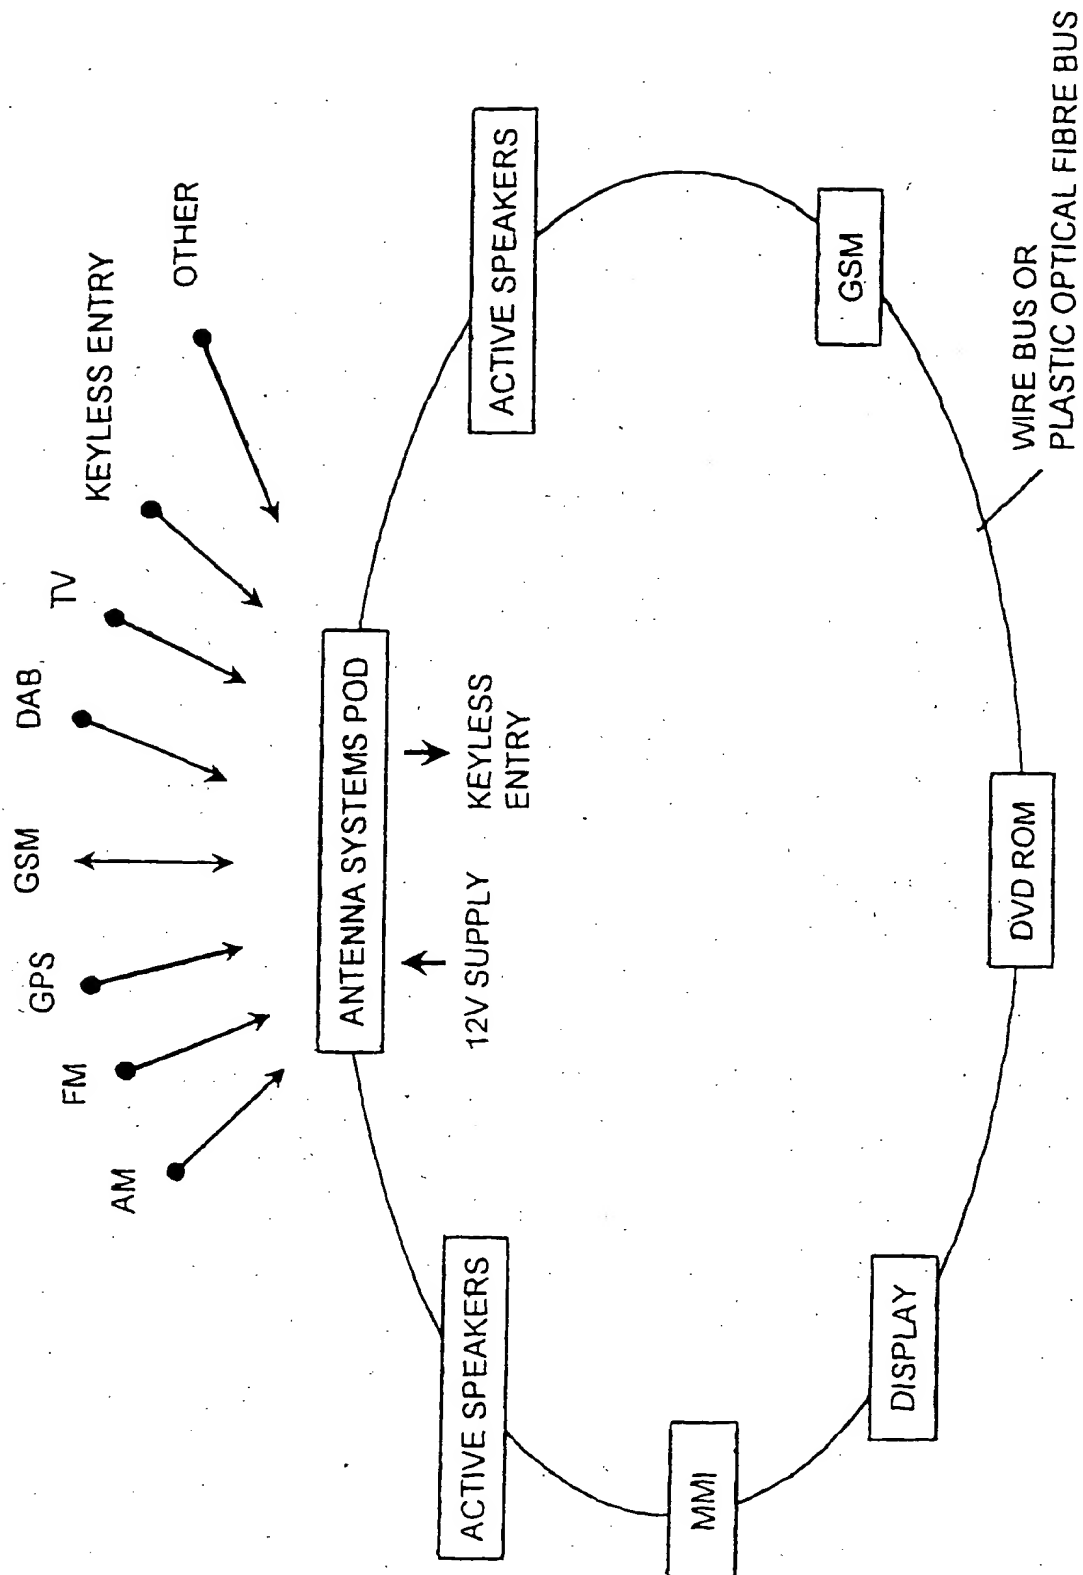 AM
FM
GPS
GSM
DAB
TV
KEYLESS ENTRY
OTHER
ANTENNA SYSTEMS POD
12V SUPPLY
KEYLESS
ENTRY
ACTIVE SPEAKERS
ACTIVE SPEAKERS
MMI
GSM
DISPLAY
DVD ROM
WIRE BUS OR
PLASTIC OPTICAL FIBRE BUS